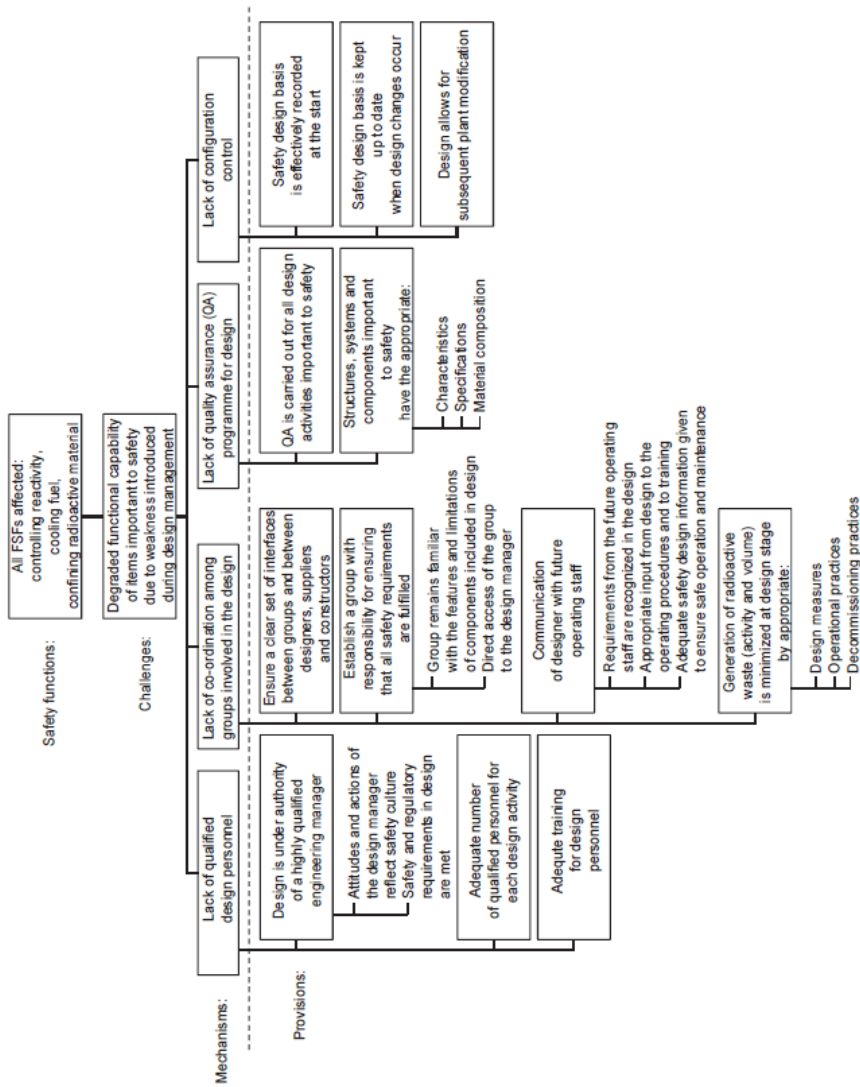 Safety functions:
All FSFs affected:
controlling reactivity,
cooling fuel,
confining radioactive material
Challenges:
Degraded functional capability
of items important to safety
due to weakness introduced
during design management
Mechanisms:
Lack of qualified
design personnel
Lack of co-ordination among
groups involved in the design
Lack of quality assurance (QA)
programme for design
Lack of configuration
control
Provisions:
Design is under authority
of a highly qualified
engineering manager
Attitudes and actions of
the design manager
reflect safety culture
Safety and regulatory
requirements in design
are met
Adequate number
of qualified personnel for
each design activity
Adequte training
for design
personnel
Ensure a clear set of interfaces
between groups and between
designers, suppliers
and constructors
Establish a group with
responsibility for ensuring
that all safety requirements
are fulfilled
Group remains familiar
with the features and limitations
of components included in design
Direct access of the group
to the design manager
Communication
of designer with future
operating staff
Requirements from the future operating
staff are recognized in the design
Appropriate input from design to the
operating procedures and to training
Adequate safety design information given
to ensure safe operation and maintenance
Generation of radioactive
waste (activity and volume)
is minimized at design stage
by appropriate:
Design measures
Operational practices
Decommissioning practices
QA is carried out for all design
activities important to safety
Structures, systems and
components important
to safety
have the appropriate:
Characteristics
Specifications
Material composition
Safety design basis
is effectively recorded
at the start
Safety design basis is kept
up to date
when design changes occur
Design allows for
subsequent plant modification